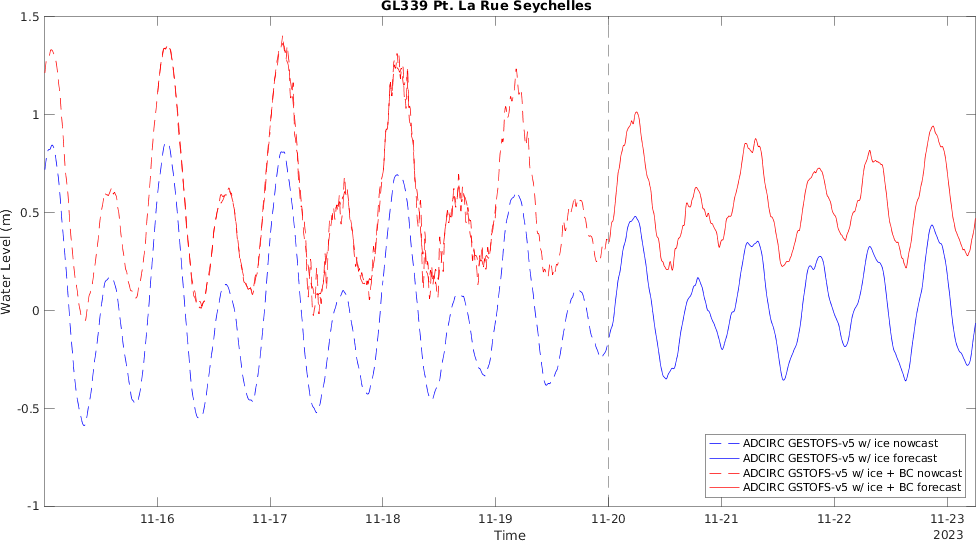 GL339 Pt. La Rue Seychelles
1.5
1
0.5
0
-0.5
-1
Water Level (m)
11-16 11-17 11-18 11-19 11-20 11-21 11-22 11-23
2023
Time
ADCIRC GESTOFS-v5 w/ ice nowcast
ADCIRC GESTOFS-v5 w/ ice forecast
ADCIRC GSTOFS-v5 w/ ice + BC nowcast
ADCIRC GSTOFS-v5 w/ ice + BC forecast